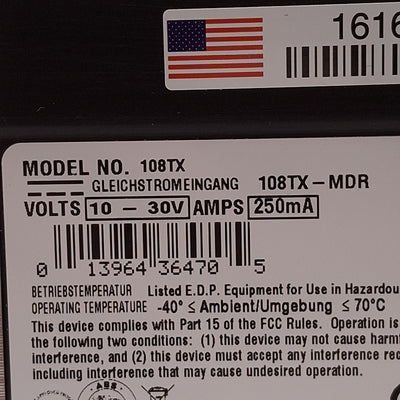 1616
MODEL NO. 108TX
GLEICHSTROMEINGANG 108TX-MDR
VOLTS 10 - 30V AMPS 250mA
0 13964 36470 5
BETRIEBSTEMPERATUR Listed E.D.P. Equipment for Use in Hazardou
OPERATING TEMPERATURE -40° ≤ Ambient/Umgebung ≤ 70°C
This device complies with Part 15 of the FCC Rules. Operation is
the following two conditions: (1) this device may not cause harm
interference, and (2) this device must accept any interference rec
including interference that may cause undesired operation.
ABS